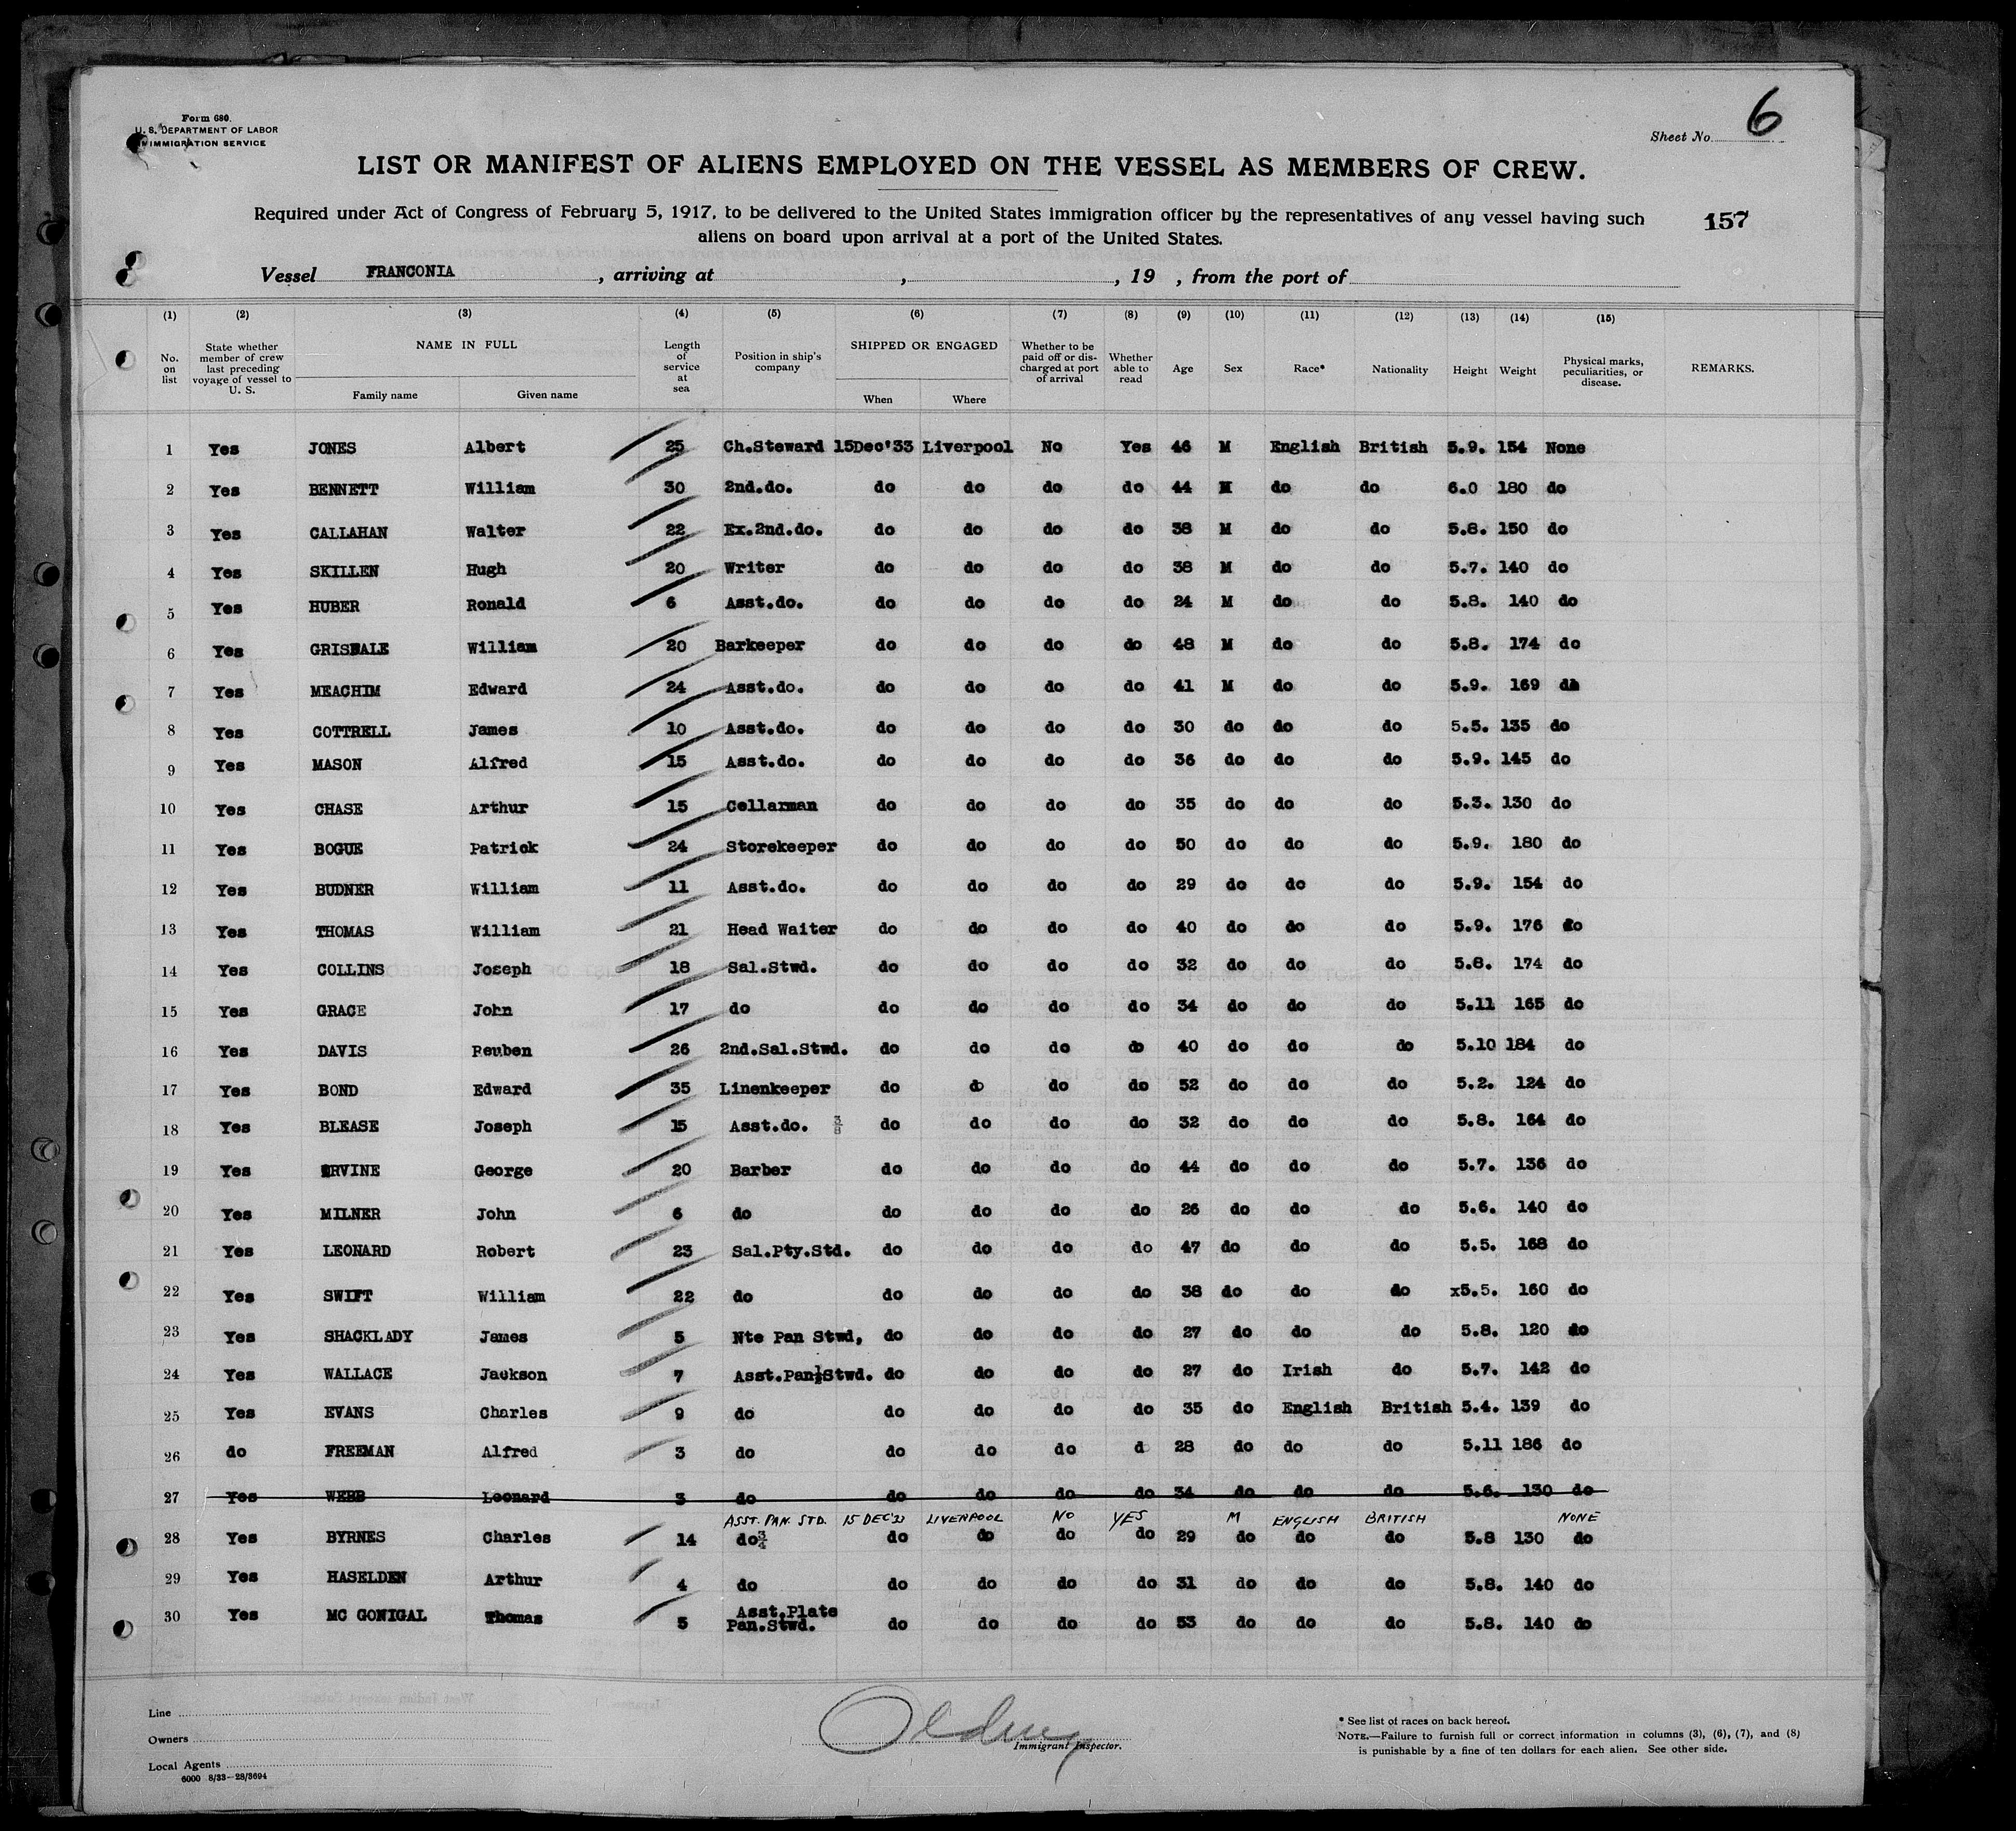 Form 680.
U. S. DEPARTMENT OF LABOR
IMMIGRATION SERVICE
Sheet No. 6
LIST OR MANIFEST OF ALIENS EMPLOYED ON THE VESSEL AS MEMBERS OF CREW.
Required under Act of Congress of February 5, 1917, to be delivered to the United States immigration officer by the representatives of any vessel having such
aliens on board upon arrival at a port of the United States.
157
Vessel FRANCONIA , arriving at , , 19 , from the port of
(1) (2) (3) (4) (5) (6) (7) (8) (9) (10) (11) (12) (13) (14) (15)
No. on list State whether member of crew last preceding voyage of vessel to U. S. NAME IN FULL Family name Given name Length of service at sea Position in ship's company SHIPPED OR ENGAGED When Where Whether to be paid off or discharged at port of arrival Whether able to read Age Sex Race* Nationality Height Weight Physical marks, peculiarities, or disease. REMARKS.
1 Yes JONES Albert 25 Ch.Steward 15Dec'33 Liverpool No Yes 46 M English British 5.9. 154 None
2 Yes BENNETT William 30 2nd.do. do do do do 44 M do do 6.0 180 do
3 Yes CALLAHAN Walter 22 Ex.2nd.do. do do do do 38 M do do 5.8. 150 do
4 Yes SKILLEN Hugh 20 Writer do do do do 38 M do do 5.7. 140 do
5 Yes HUBER Ronald 6 Asst.do. do do do do 24 M do do 5.8. 140 do
6 Yes GRISDALE William 20 Barkeeper do do do do 48 M do do 5.8. 174 do
7 Yes MEACHIM Edward 24 Asst.do. do do do do 41 M do do 5.9. 169 do
8 Yes COTTRELL James 10 Asst.do. do do do do 30 do do do 5.5. 135 do
9 Yes MASON Alfred 15 Asst.do. do do do do 36 do do do 5.9. 145 do
10 Yes CHASE Arthur 15 Cellarman do do do do 35 do do do 5.3. 130 do
11 Yes BOGUE Patrick 24 Storekeeper do do do do 50 do do do 5.9. 180 do
12 Yes BUDNER William 11 Asst.do. do do do do 29 do do do 5.9. 154 do
13 Yes THOMAS William 21 Head Waiter do do do do 40 do do do 5.9. 176 do
14 Yes COLLINS Joseph 18 Sal.Stwd. do do do do 32 do do do 5.8. 174 do
15 Yes GRACE John 17 do do do do do 34 do do do 5.11 165 do
16 Yes DAVIS Reuben 26 2nd.Sal.Stwd. do do do do 40 do do do 5.10 184 do
17 Yes BOND Edward 35 Linenkeeper do do do do 52 do do do 5.2. 124 do
18 Yes BLEASE Joseph 15 Asst.do. ⅜ do do do do 32 do do do 5.8. 164 do
19 Yes IRVINE George 20 Barber do do do do 44 do do do 5.7. 136 do
20 Yes MILNER John 6 do do do do do 26 do do do 5.6. 140 do
21 Yes LEONARD Robert 23 Sal.Pty.Std. do do do do 47 do do do 5.5. 168 do
22 Yes SWIFT William 22 do do do do do 38 do do do x5.5. 160 do
23 Yes SHACKLADY James 5 Nte Pan Stwd, do do do do 27 do do do 5.8. 120 do
24 Yes WALLACE Jackson 7 Asst.Pan½Stwd. do do do do 27 do Irish do 5.7. 142 do
25 Yes EVANS Charles 9 do do do do do 35 do English British 5.4. 139 do
26 do FREEMAN Alfred 3 do do do do d 28 do do do 5.11 186 do
27 Yes WEBB Leonard 3 do do do do do 34 do do do 5.6. 130 do
ASST. PAN. STD. 15 DEC'33 LIVERPOOL NO YES M ENGLISH BRITISH NONE
28 Yes BYRNES Charles 14 do¾ do do do do 29 do do do 5.8 130 do
29 Yes HASELDEN Arthur 4 do do do do do 31 do do do 5.8. 140 do
30 Yes MC GONIGAL Thomas 5 Asst.Plate Pan.Stwd. do do do do 53 do do do 5.8. 140 do
Line
Owners
Local Agents
6000 8/33—28/3694
Immigrant Inspector.
* See list of races on back hereof.
NOTE.—Failure to furnish full or correct information in columns (3), (6), (7), and (8)
is punishable by a fine of ten dollars for each alien. See other side.